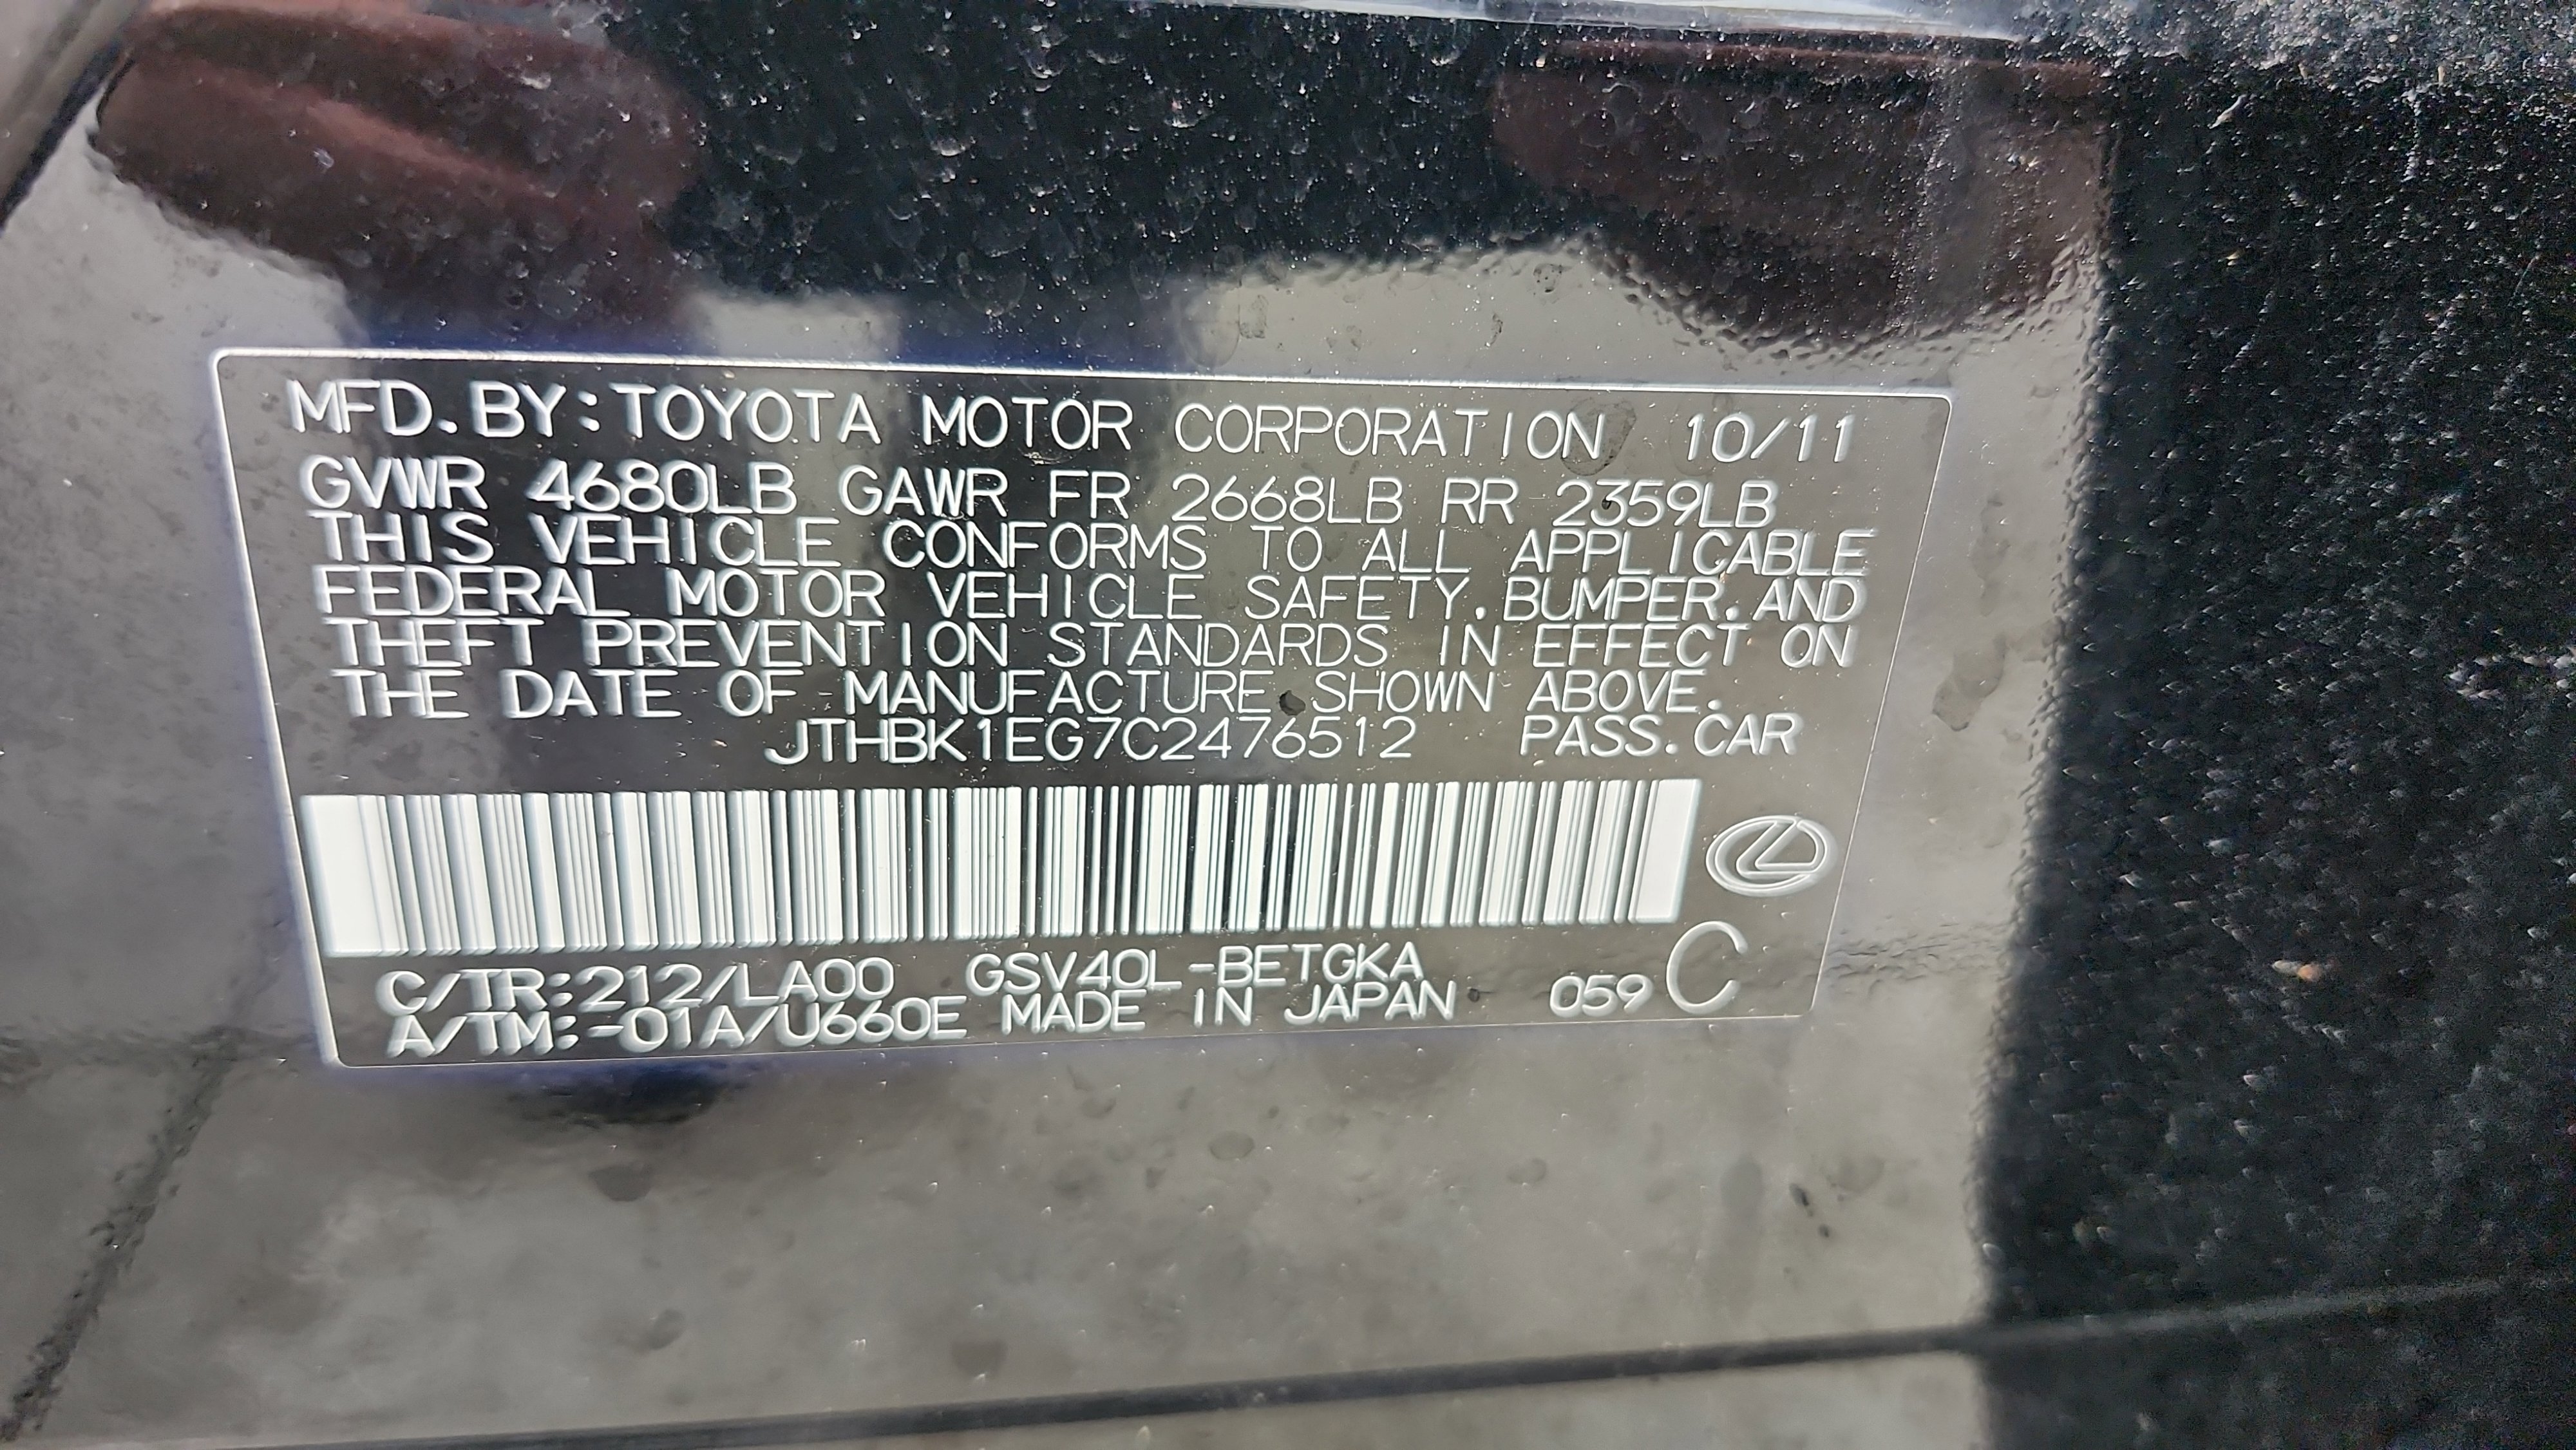 MFD.BY:TOYOTA MOTOR CORPORATION 10/11
GVWR 4680LB GAWR FR 2668LB RR 2359LB
THIS VEHICLE CONFORMS TO ALL APPLICABLE
FEDERAL MOTOR VEHICLE SAFETY.BUMPER.AND
THEFT PREVENTION STANDARDS IN EFFECT ON
THE DATE OF MANUFACTURE SHOWN ABOVE.
JTHBK1EG7C2476512 PASS.CAR
C/TR:212/LA00 GSV40L-BETGKA
A/TM:-01A/U660E MADE IN JAPAN 059 C